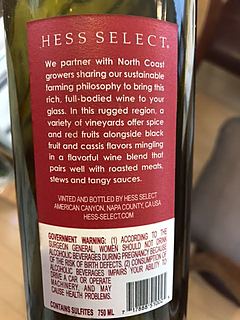 HESS SELECT®
We partner with North Coast
growers sharing our sustainable
farming philosophy to bring this
rich, full-bodied wine to your
glass. In this rugged region, a
variety of vineyards offer spice
and red fruits alongside black
fruit and cassis flavors mingling
in a flavorful wine blend that
pairs well with roasted meats,
stews and tangy sauces.
VINTED AND BOTTLED BY HESS SELECT
AMERICAN CANYON, NAPA COUNTY, CA USA
HESS-SELECT.COM
GOVERNMENT WARNING: (1) ACCORDING TO THE
SURGEON GENERAL, WOMEN SHOULD NOT DRINK
ALCOHOLIC BEVERAGES DURING PREGNANCY BECAUSE
OF THE RISK OF BIRTH DEFECTS. (2) CONSUMPTION OF
ALCOHOLIC BEVERAGES IMPAIRS YOUR ABILITY TO
DRIVE A CAR OR OPERATE
MACHINERY, AND MAY
CAUSE HEALTH PROBLEMS.
CONTAINS SULFITES 750 ML